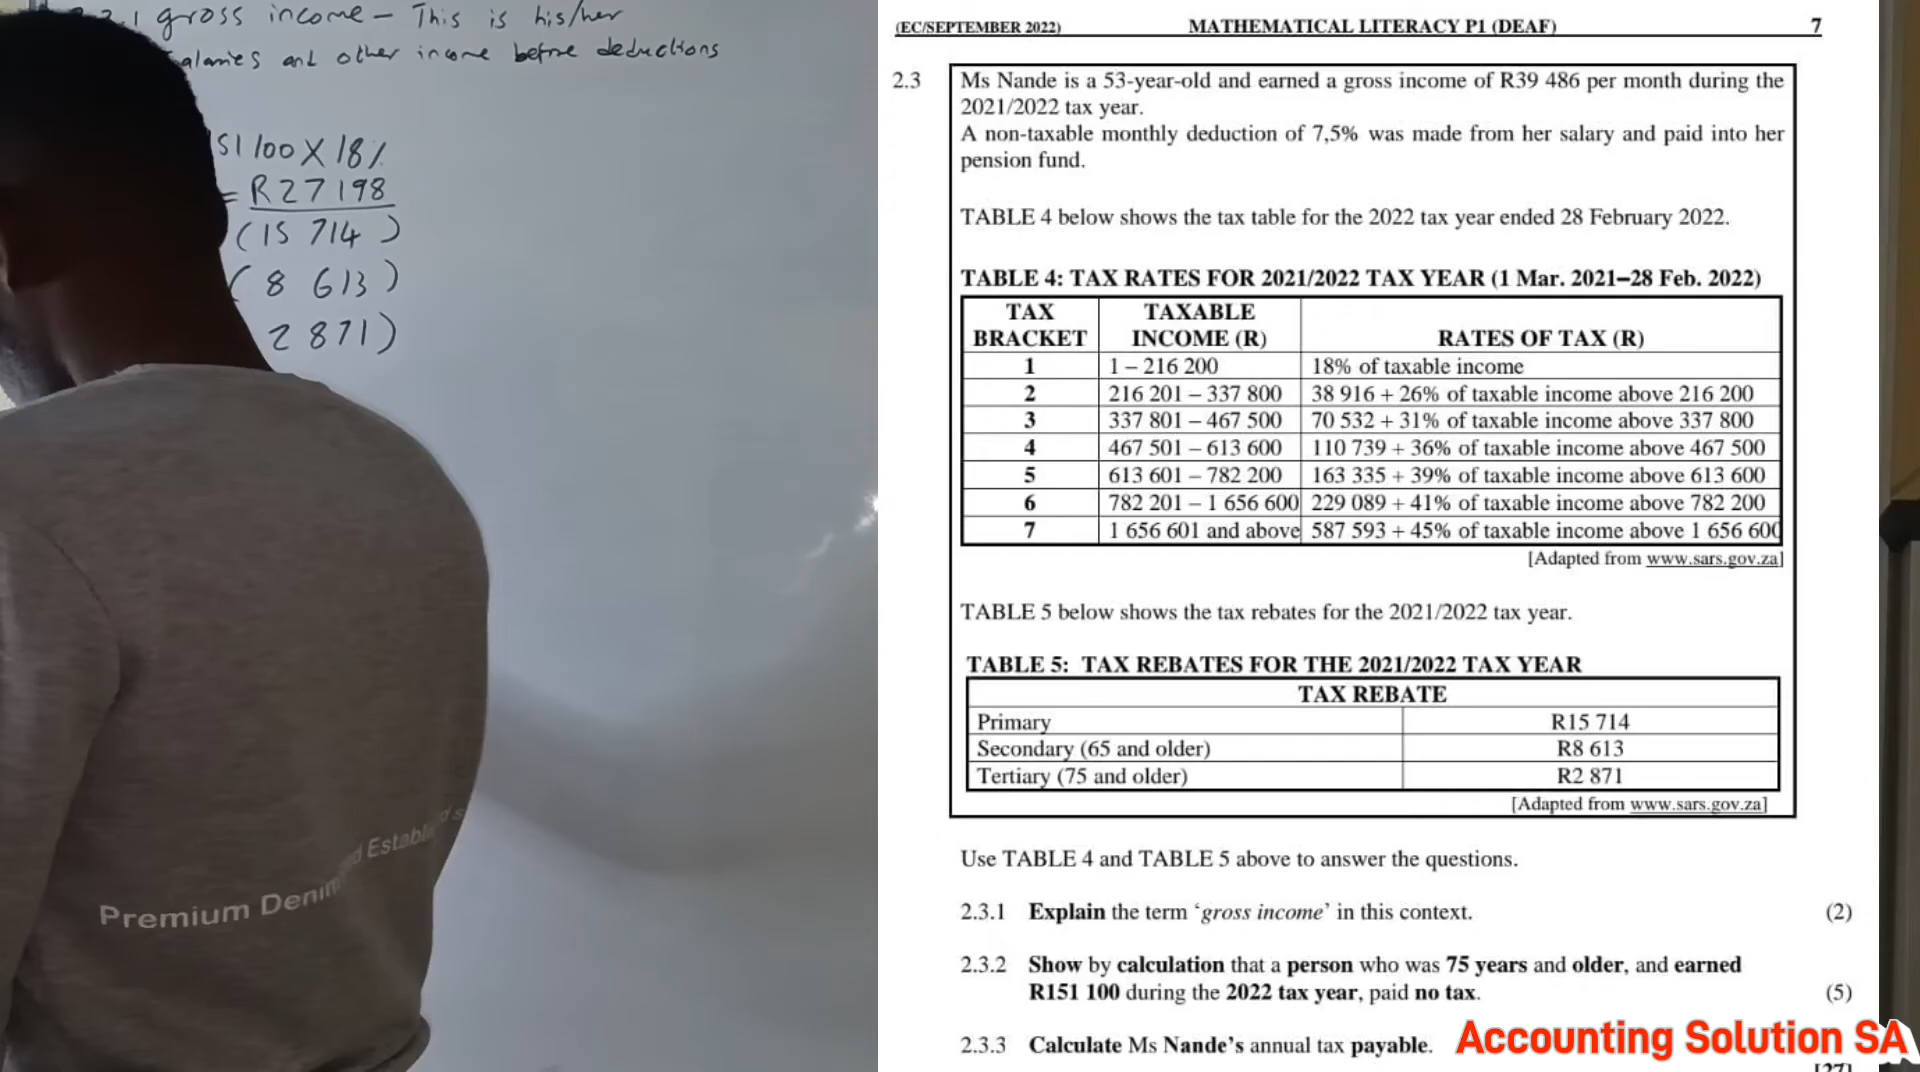 2.1 gross income – This is his/her
salaries and other income before deductions
151 100 X 18%
= R27 198
(15 714)
(8 613)
2 871)
Premium Denim
d Establ
(EC/SEPTEMBER 2022) MATHEMATICAL LITERACY P1 (DEAF) 7
2.3 Ms Nande is a 53-year-old and earned a gross income of R39 486 per month during the
2021/2022 tax year.
A non-taxable monthly deduction of 7,5% was made from her salary and paid into her
pension fund.
TABLE 4 below shows the tax table for the 2022 tax year ended 28 February 2022.
TABLE 4: TAX RATES FOR 2021/2022 TAX YEAR (1 Mar. 2021–28 Feb. 2022)
TAX BRACKET TAXABLE INCOME (R) RATES OF TAX (R)
1 1 – 216 200 18% of taxable income
2 216 201 – 337 800 38 916 + 26% of taxable income above 216 200
3 337 801 – 467 500 70 532 + 31% of taxable income above 337 800
4 467 501 – 613 600 110 739 + 36% of taxable income above 467 500
5 613 601 – 782 200 163 335 + 39% of taxable income above 613 600
6 782 201 – 1 656 600 229 089 + 41% of taxable income above 782 200
7 1 656 601 and above 587 593 + 45% of taxable income above 1 656 600
[Adapted from www.sars.gov.za]
TABLE 5 below shows the tax rebates for the 2021/2022 tax year.
TABLE 5: TAX REBATES FOR THE 2021/2022 TAX YEAR
TAX REBATE
Primary R15 714
Secondary (65 and older) R8 613
Tertiary (75 and older) R2 871
[Adapted from www.sars.gov.za]
Use TABLE 4 and TABLE 5 above to answer the questions.
2.3.1 Explain the term ‘gross income’ in this context. (2)
2.3.2 Show by calculation that a person who was 75 years and older, and earned
R151 100 during the 2022 tax year, paid no tax. (5)
2.3.3 Calculate Ms Nande’s annual tax payable.
Accounting Solution SA
[27]